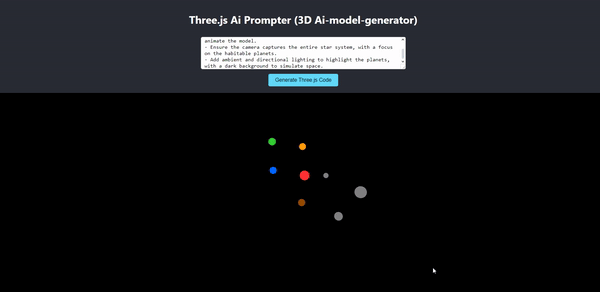 Three.js Ai Prompter (3D Ai-model-generator)
animate the model.
- Ensure the camera captures the entire star system, with a focus
on the habitable planets.
- Add ambient and directional lighting to highlight the planets,
with a dark background to simulate space.
Generate Three.js Code